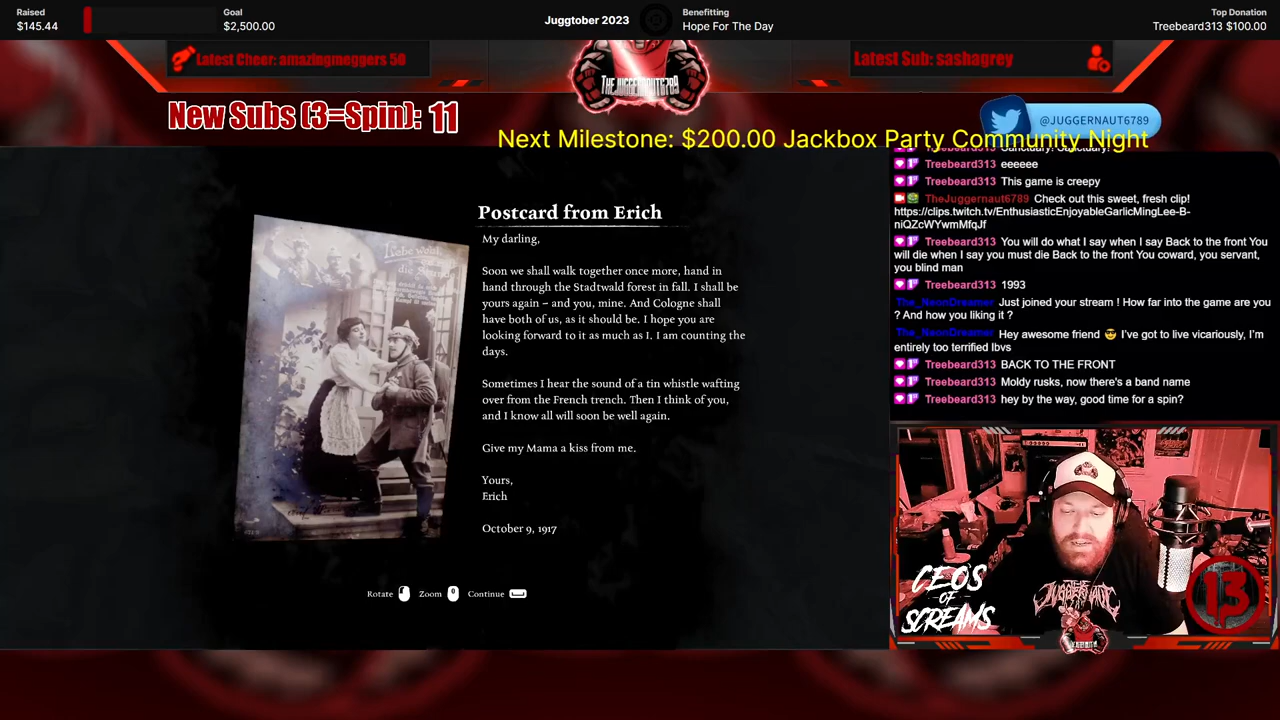 Raised
$145.44
Goal
$2,500.00
Juggtober 2023
Benefitting
Hope For The Day
Top Donation
Treebeard313 $100.00
Latest Cheer: amazingmeggers 50
THEJUGGERNAUT6789
Latest Sub: sashagrey
New Subs (3=Spin): 11
@JUGGERNAUT6789
Next Milestone: $200.00 Jackbox Party Community Night
Postcard from Erich
My darling,
Soon we shall walk together once more, hand in
hand through the Stadtwald forest in fall. I shall be
yours again – and you, mine. And Cologne shall
have both of us, as it should be. I hope you are
looking forward to it as much as I. I am counting the
days.
Sometimes I hear the sound of a tin whistle wafting
over from the French trench. Then I think of you,
and I know all will soon be well again.
Give my Mama a kiss from me.
Yours,
Erich
October 9, 1917
Rotate
Zoom
Continue
Treebeard313 eeeeee
Treebeard313 This game is creepy
TheJuggernaut6789 Check out this sweet, fresh clip!
https://clips.twitch.tv/EnthusiasticEnjoyableGarlicMingLee-B-
niQZcWYwmMfqJf
Treebeard313 You will do what I say when I say Back to the front You
will die when I say you must die Back to the front You coward, you servant,
you blind man
Treebeard313 1993
The_NeonDreamer Just joined your stream ! How far into the game are you
? And how you liking it ?
The_NeonDreamer Hey awesome friend 😎 I've got to live vicariously, I'm
entirely too terrified lbvs
Treebeard313 BACK TO THE FRONT
Treebeard313 Moldy rusks, now there's a band name
Treebeard313 hey by the way, good time for a spin?
CEOS
OF
SCREAMS
13